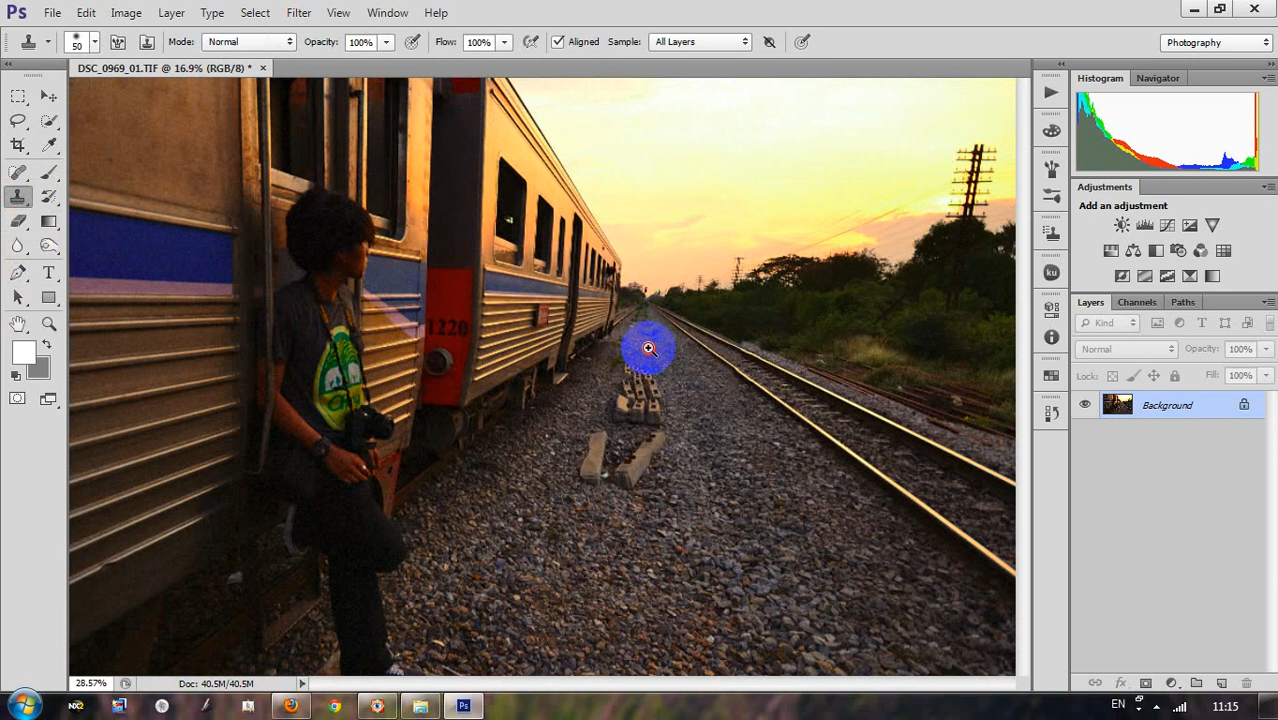 Ps File Edit Image Layer Type Select Filter View Window Help
50 Mode: Normal Opacity: 100% Flow: 100% Aligned Sample: All Layers Photography
DSC_0969_01.TIF @ 16.9% (RGB/8) * ×
Histogram Navigator
Adjustments
Add an adjustment
Layers Channels Paths
Kind
Normal Opacity: 100%
Lock: Fill: 100%
Background
ku
T
1220
28.57% Doc: 40.5M/40.5M
NX2 Ps EN 11:15